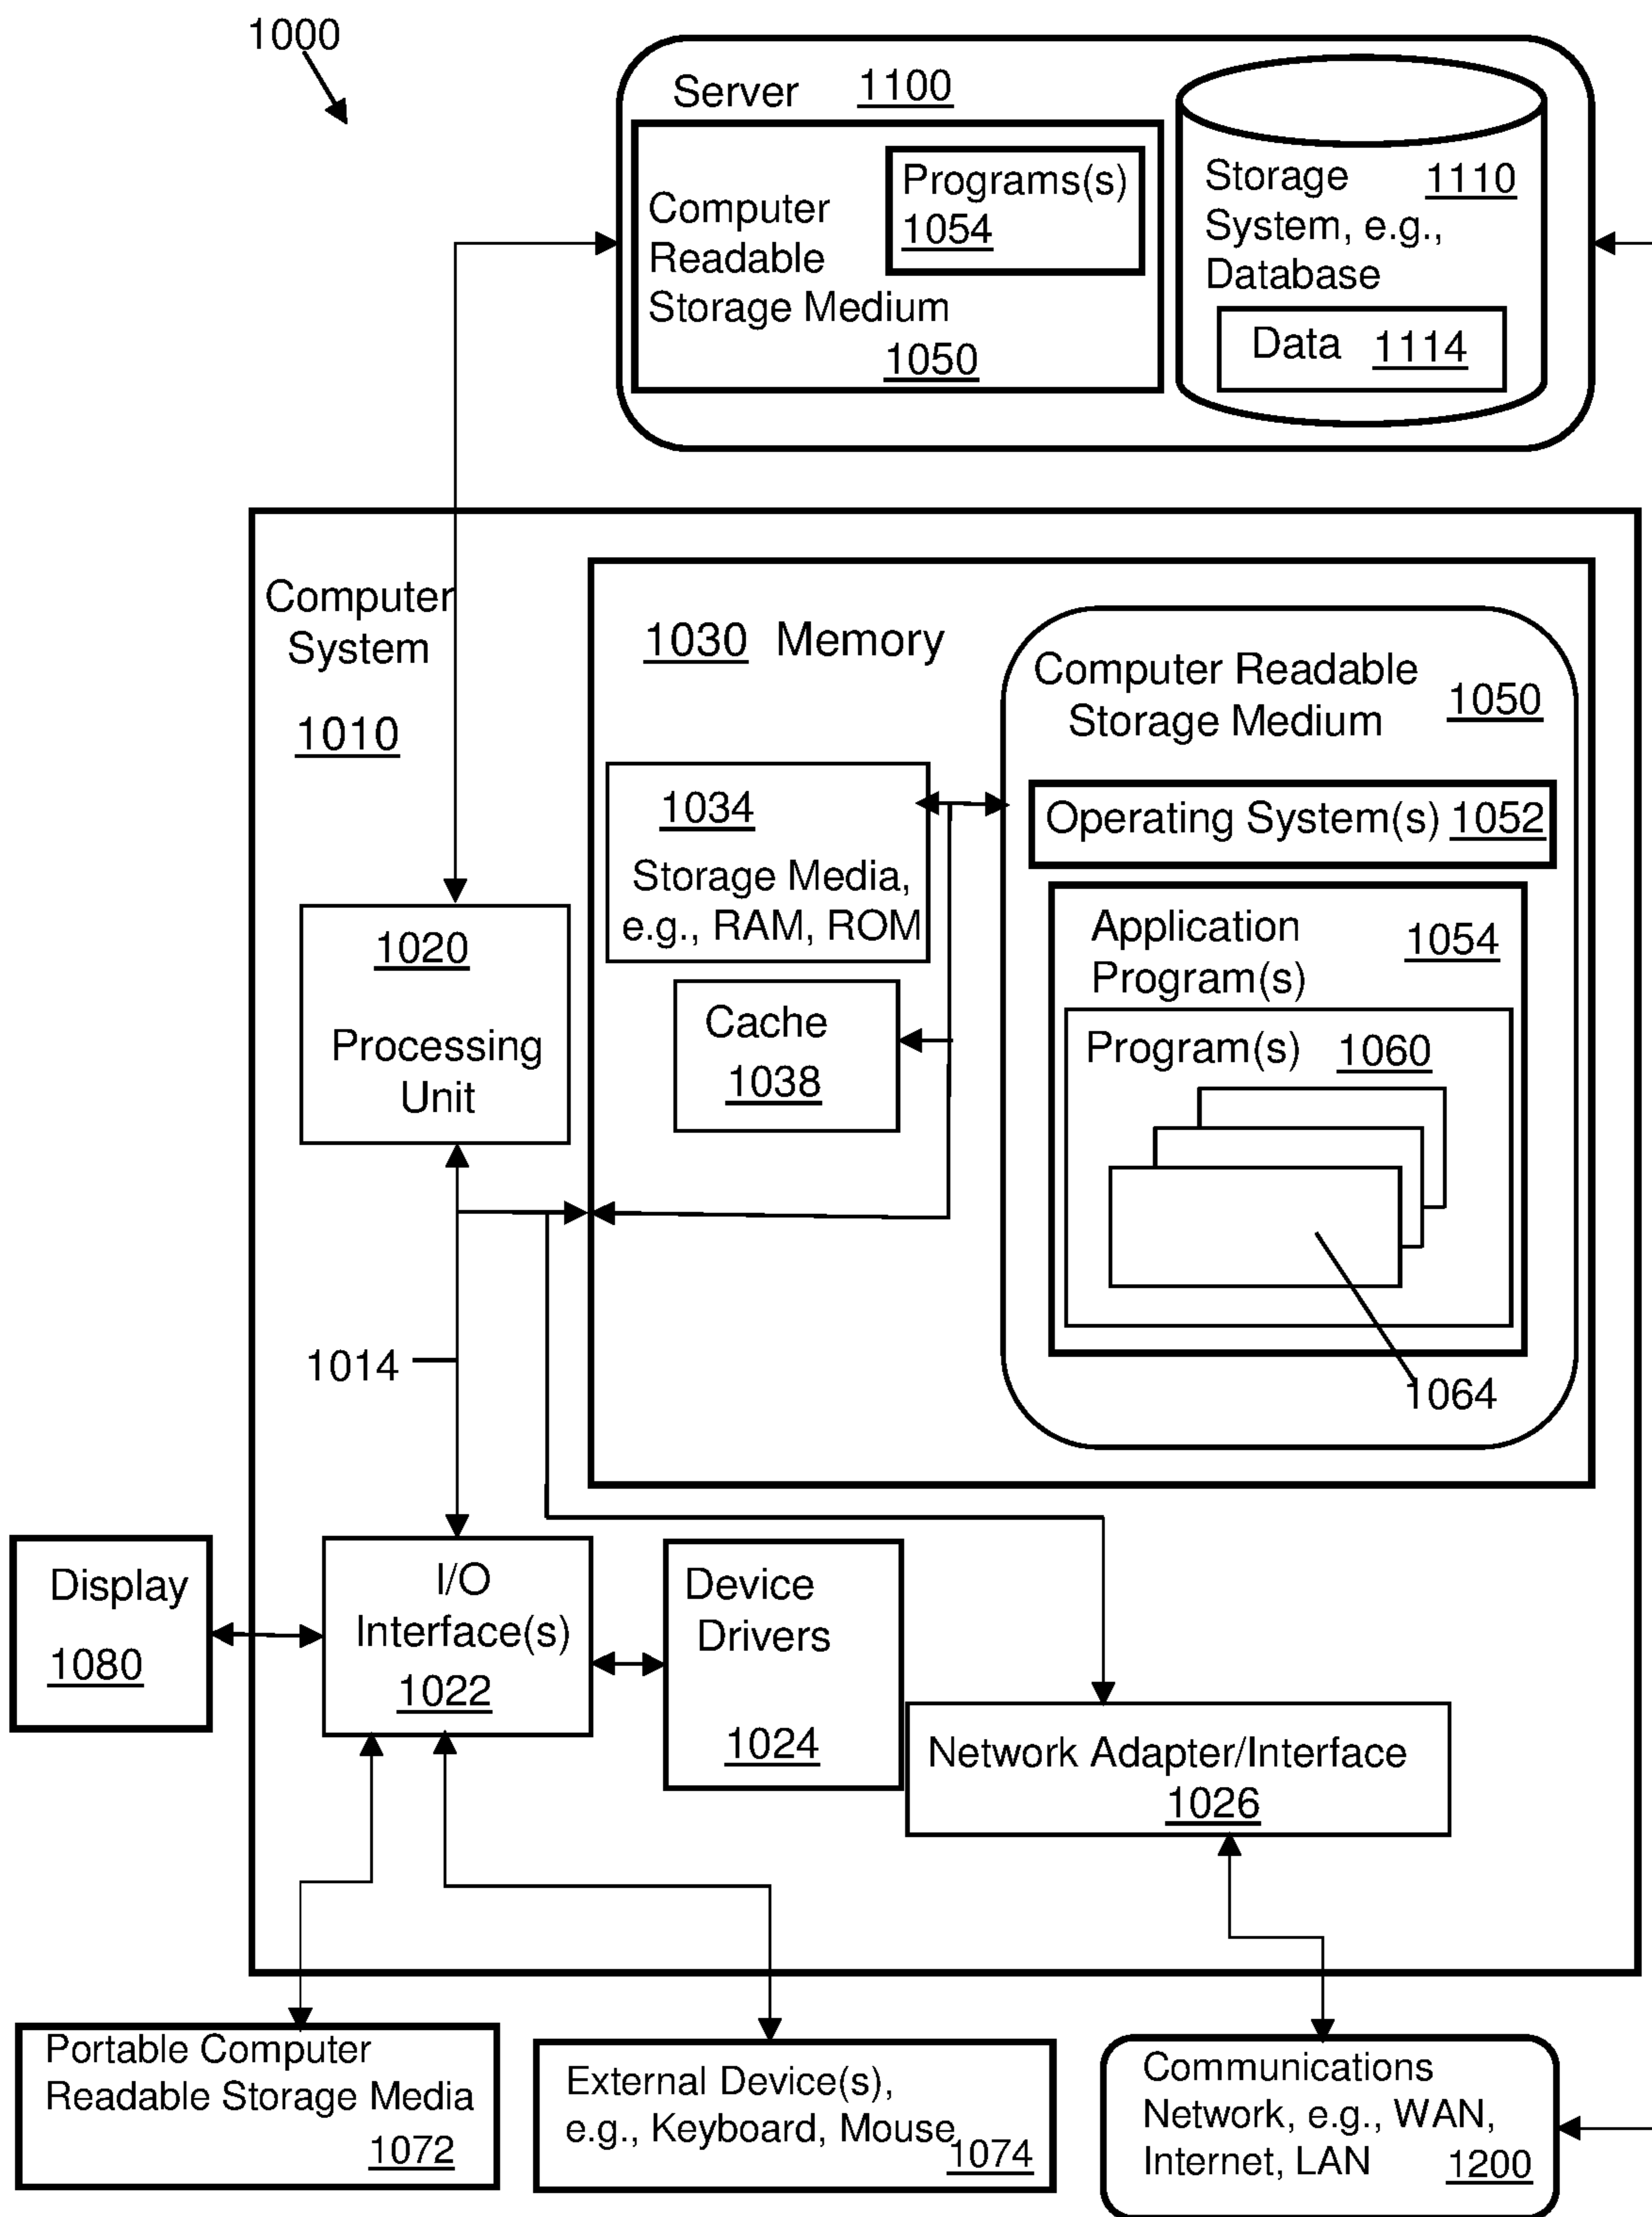 1000
Server 1100
Programs(s)
1054
Computer
Readable
Storage Medium
1050
Storage 1110
System, e.g.,
Database
Data 1114
Computer
System
1010
1030 Memory
Computer Readable
Storage Medium 1050
1034
Storage Media,
e.g., RAM, ROM
Operating System(s) 1052
Application
Program(s)
1054
Cache
1038
Program(s) 1060
1064
1020
Processing
Unit
1014
Display
1080
I/O
Interface(s)
1022
Device
Drivers
1024
Network Adapter/Interface
1026
Portable Computer
Readable Storage Media
1072
External Device(s),
e.g., Keyboard, Mouse
1074
Communications
Network, e.g., WAN,
Internet, LAN 1200